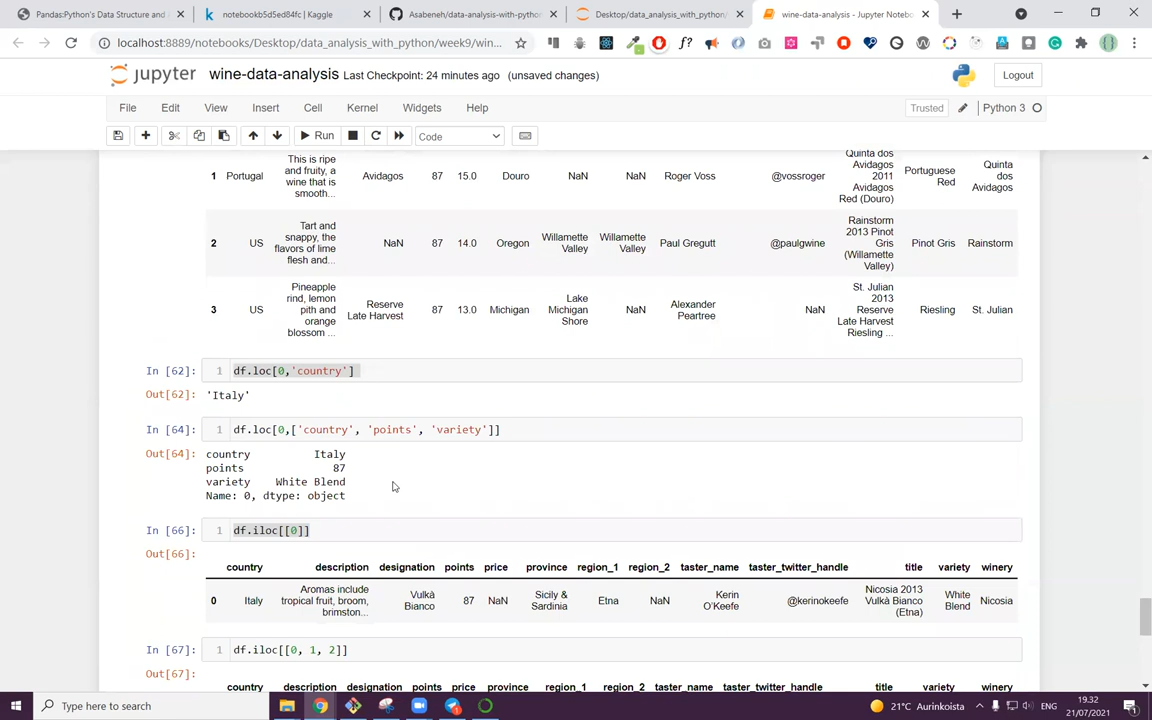 Pandas:Python's Data Structure and
notebookb5d5ed84fc | Kaggle
Asabeneh/data-analysis-with-python
Desktop/data_analysis_with_python/
wine-data-analysis - Jupyter Notebo
localhost:8889/notebooks/Desktop/data_analysis_with_python/week9/win...
jupyter wine-data-analysis Last Checkpoint: 24 minutes ago (unsaved changes) Logout
File Edit View Insert Cell Kernel Widgets Help Trusted Python 3
Run Code
1 Portugal This is ripe and fruity, a wine that is smooth... Avidagos 87 15.0 Douro NaN NaN Roger Voss @vossroger Quinta dos Avidagos 2011 Avidagos Red (Douro) Portuguese Red Quinta dos Avidagos
2 US Tart and snappy, the flavors of lime flesh and... NaN 87 14.0 Oregon Willamette Valley Willamette Valley Paul Gregutt @paulgwine Rainstorm 2013 Pinot Gris (Willamette Valley) Pinot Gris Rainstorm
3 US Pineapple rind, lemon pith and orange blossom ... Reserve Late Harvest 87 13.0 Michigan Lake Michigan Shore NaN Alexander Peartree NaN St. Julian 2013 Reserve Late Harvest Riesling ... Riesling St. Julian
In [62]: 1 df.loc[0,'country']
Out[62]: 'Italy'
In [64]: 1 df.loc[0,['country', 'points', 'variety']]
Out[64]: country Italy
points 87
variety White Blend
Name: 0, dtype: object
In [66]: 1 df.iloc[[0]]
Out[66]:
country description designation points price province region_1 region_2 taster_name taster_twitter_handle title variety winery
0 Italy Aromas include tropical fruit, broom, brimston... Vulkà Bianco 87 NaN Sicily & Sardinia Etna NaN Kerin O'Keefe @kerinokeefe Nicosia 2013 Vulkà Bianco (Etna) White Blend Nicosia
In [67]: 1 df.iloc[[0, 1, 2]]
Out[67]:
country description designation points price province region_1 region_2 taster_name taster_twitter_handle title variety winery
Type here to search
21°C Aurinkoista
ENG
19.32
21/07/2021